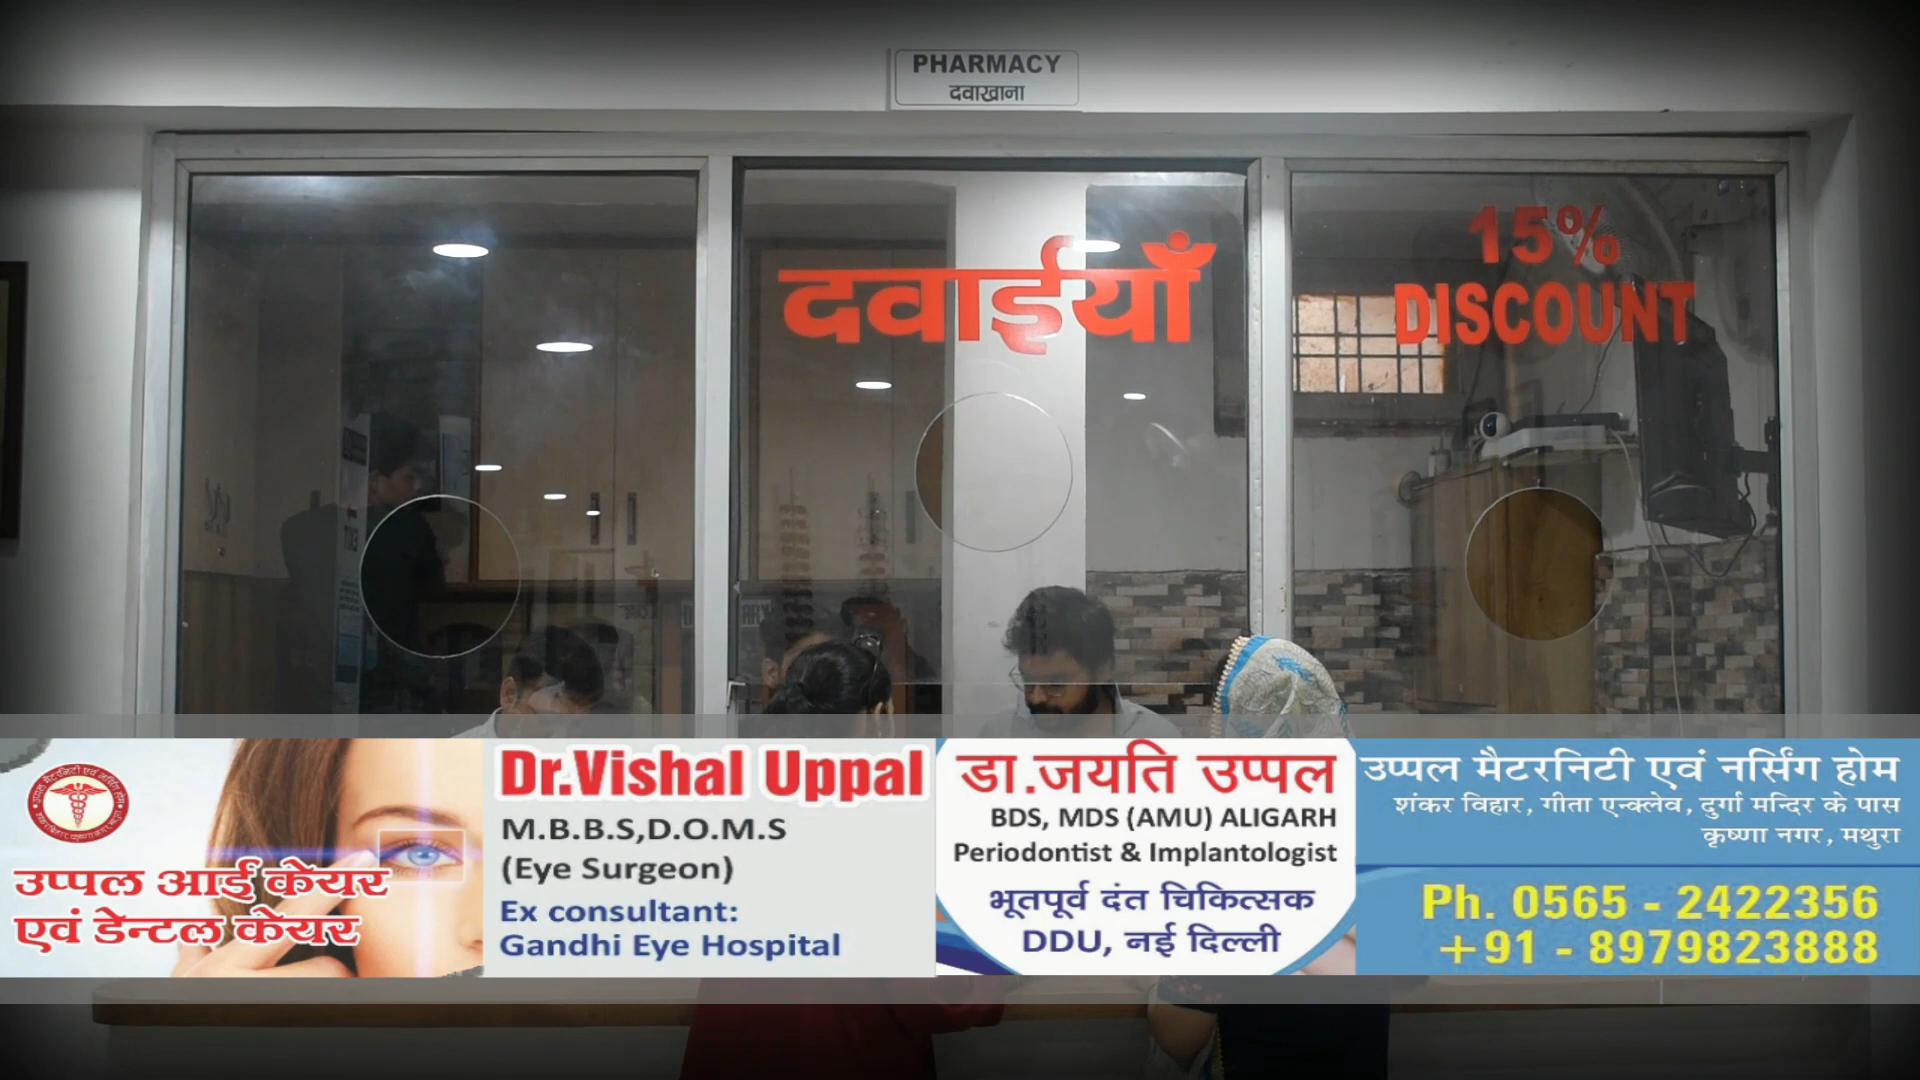 PHARMACY
दवाखाना
दवाईयाँ
15%
DISCOUNT
EXIT
उप्पल आई केयर
एवं डेन्टल केयर
Dr.Vishal Uppal
M.B.B.S,D.O.M.S
(Eye Surgeon)
Ex consultant:
Gandhi Eye Hospital
डा.जयति उप्पल
BDS, MDS (AMU) ALIGARH
Periodontist & Implantologist
भूतपूर्व दंत चिकित्सक
DDU, नई दिल्ली
उप्पल मैटरनिटी एवं नर्सिंग होम
शंकर विहार, गीता एन्क्लेव, दुर्गा मन्दिर के पास
कृष्णा नगर, मथुरा
Ph. 0565 - 2422356
+91 - 8979823888